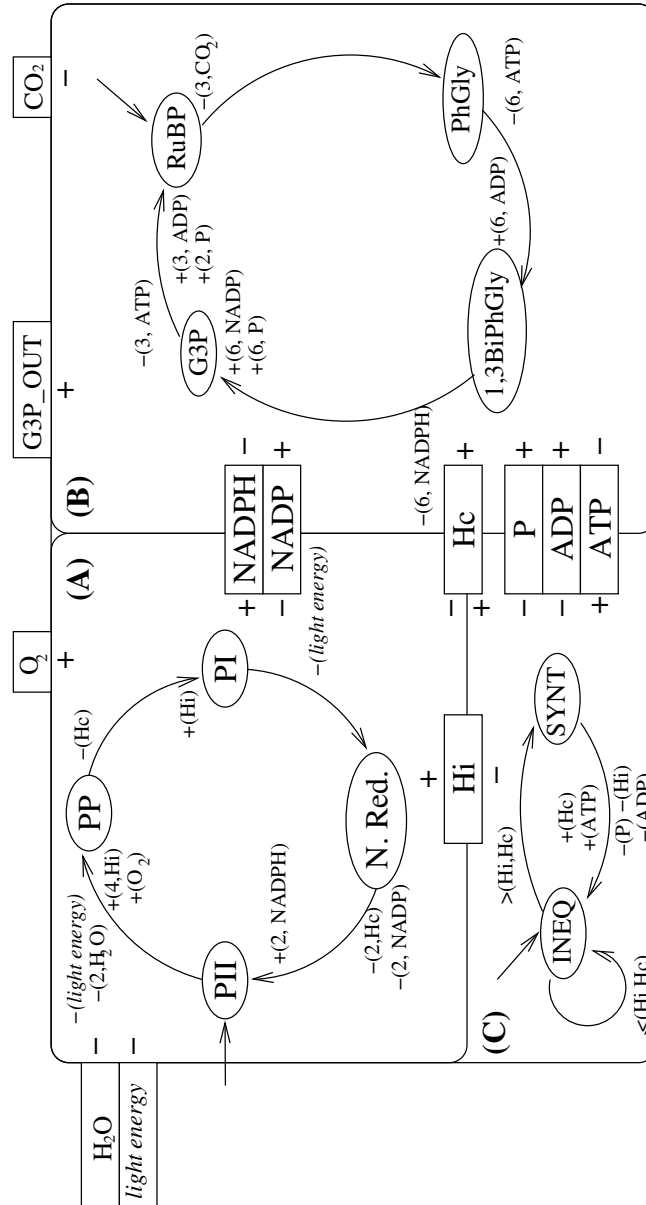 H₂O
light energy
−
−
O₂
+
G3P_OUT
+
CO₂
−
(A)
PII
−(light energy)
−(2,H₂O)
+(4,Hi)
+(O₂)
PP
−(Hc)
+(Hi)
PI
−(light energy)
N. Red.
−(2,Hc)
−(2, NADP)
+(2, NADPH)
+ NADPH −
− NADP +
(B)
RuBP
−(3,CO₂)
PhGly
−(6, ATP)
+(6, ADP)
1,3BiPhGly
−(6, NADPH)
+(6, NADP)
+(6, P)
G3P
−(3, ATP)
+(3, ADP)
+(2, P)
+
Hi
−
−
+
Hc
+
− P +
− ADP +
+ ATP −
(C)
INEQ
>(Hi,Hc)
SYNT
+(Hc)
+(ATP)
−(P) −(Hi)
−(ADP)
≤(Hi,Hc)